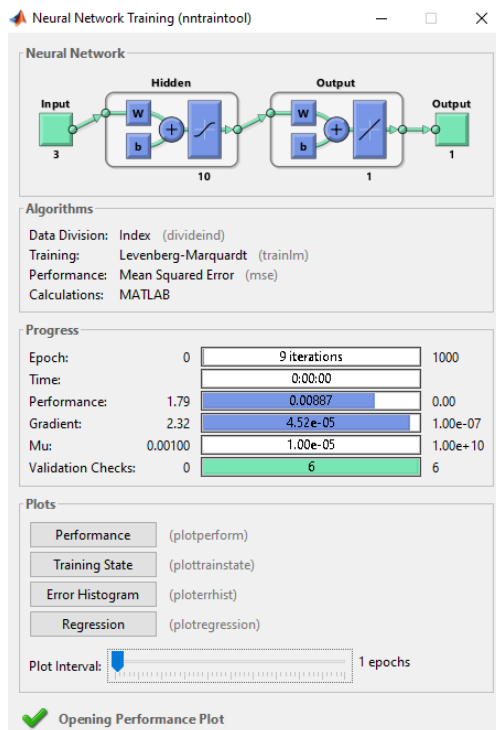 Neural Network Training (nntraintool)
Neural Network
Hidden Output
Input Output
W W
b b
3 10 1 1
Algorithms
Data Division: Index (divideind)
Training: Levenberg-Marquardt (trainlm)
Performance: Mean Squared Error (mse)
Calculations: MATLAB
Progress
Epoch: 0 9 iterations 1000
Time: 0:00:00
Performance: 1.79 0.00887 0.00
Gradient: 2.32 4.52e-05 1.00e-07
Mu: 0.00100 1.00e-05 1.00e+10
Validation Checks: 0 6 6
Plots
Performance (plotperform)
Training State (plottrainstate)
Error Histogram (ploterrhist)
Regression (plotregression)
Plot Interval: 1 epochs
Opening Performance Plot